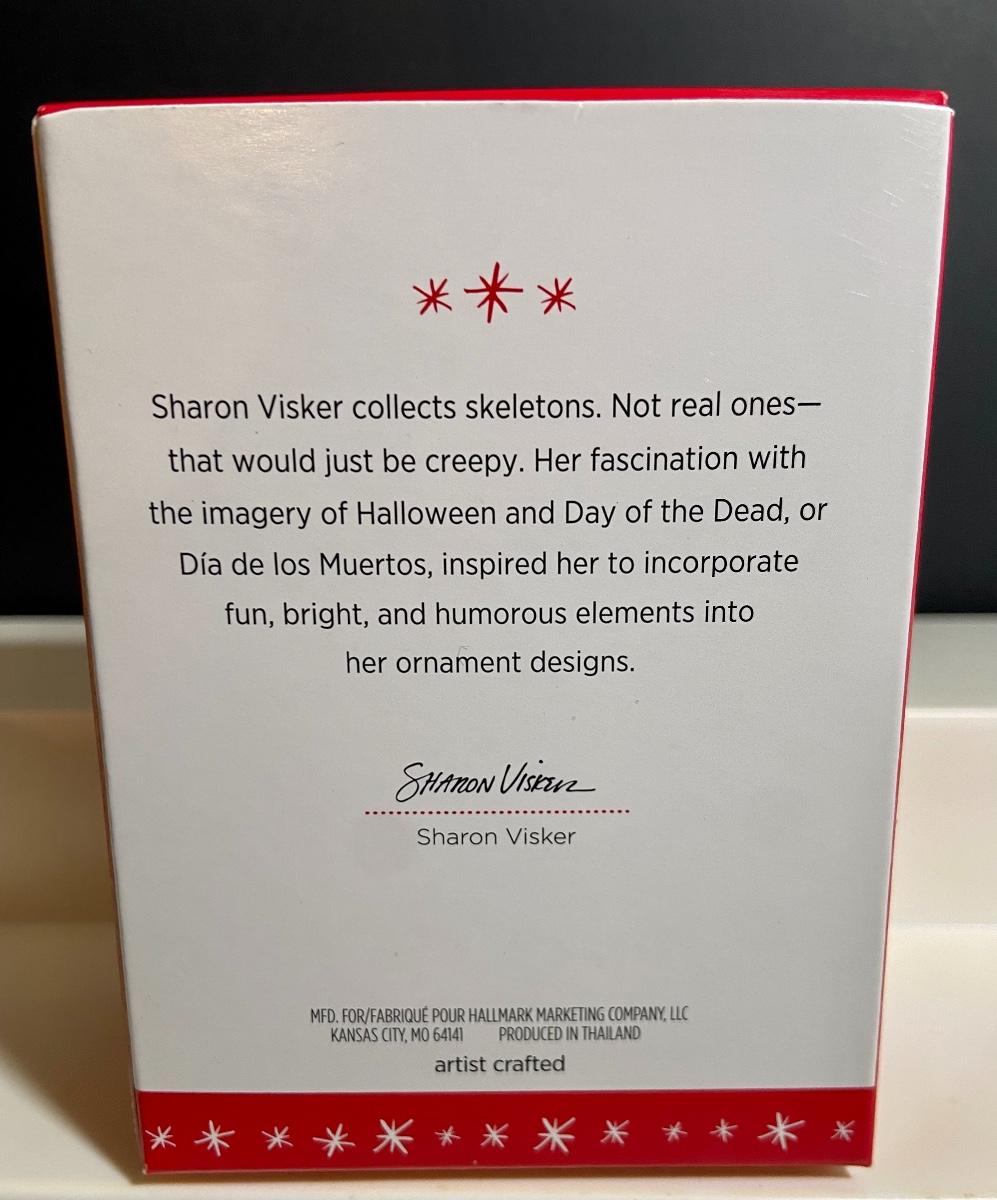 Sharon Visker collects skeletons. Not real ones—
that would just be creepy. Her fascination with
the imagery of Halloween and Day of the Dead, or
Día de los Muertos, inspired her to incorporate
fun, bright, and humorous elements into
her ornament designs.
Sharon Visker
Sharon Visker
MFD. FOR/FABRIQUÉ POUR HALLMARK MARKETING COMPANY, LLC
KANSAS CITY, MO 64141 PRODUCED IN THAILAND
artist crafted